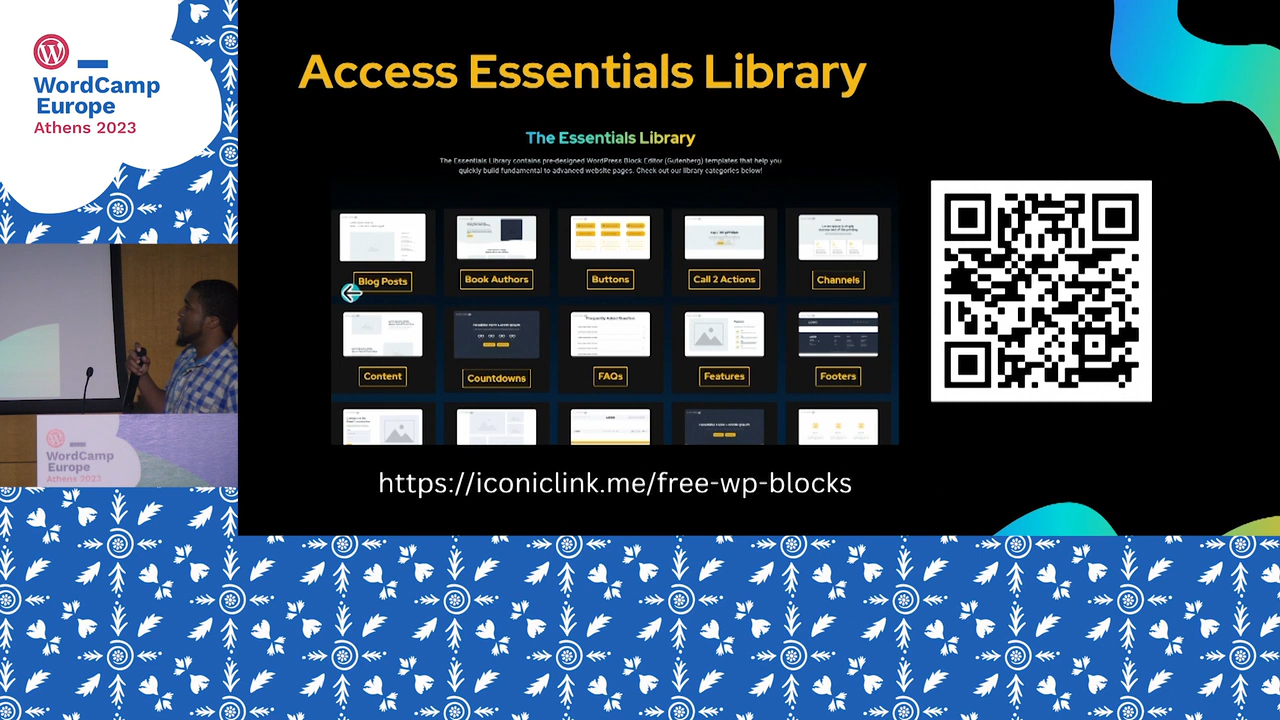 WordCamp
Europe
Athens 2023
Access Essentials Library
The Essentials Library
The Essentials Library contains pre-designed WordPress Block Editor (Gutenberg) templates that help you
quickly build fundamental to advanced website pages. Check out our library categories below!
Blog Posts
Book Authors
Buttons
Call 2 Actions
Channels
Frequently Asked Question
Content
Countdowns
FAQs
Features
Footers
https://iconiclink.me/free-wp-blocks
WordCamp
Europe
Athens 2023